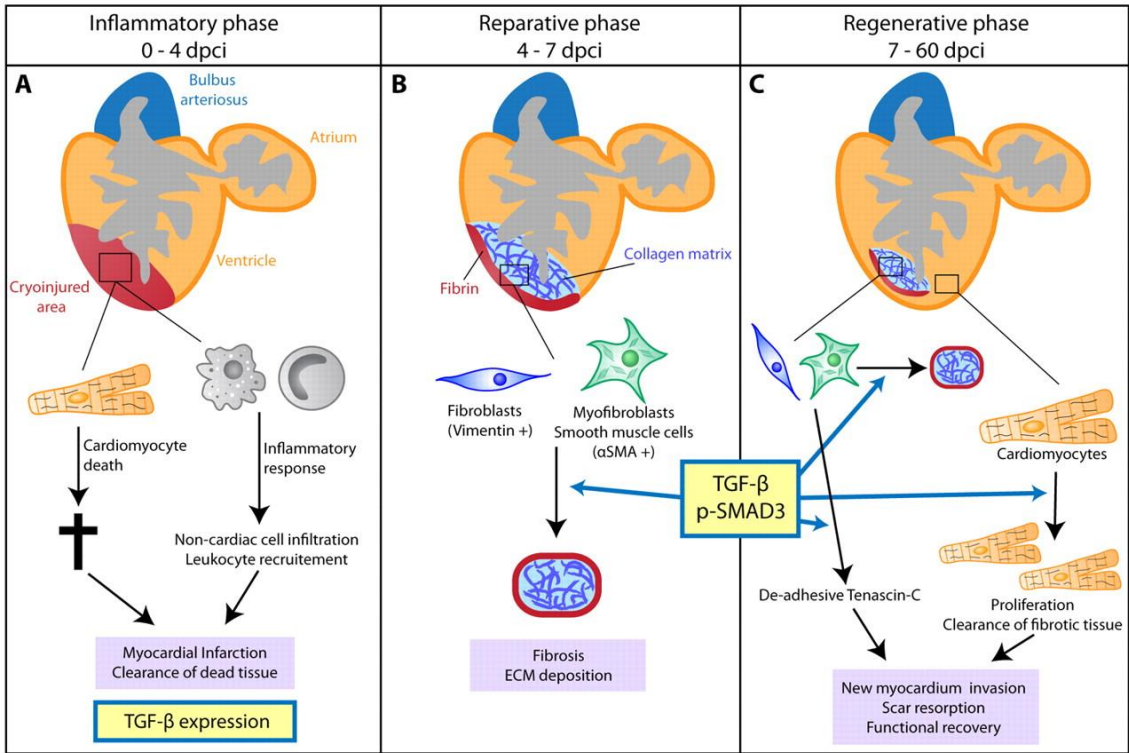 Inflammatory phase
0 - 4 dpci
Reparative phase
4 - 7 dpci
Regenerative phase
7 - 60 dpci
A
Bulbus
arteriosus
Atrium
Ventricle
Cryoinjured
area
Cardiomyocyte
death
Inflammatory
response
Non-cardiac cell infiltration
Leukocyte recruitement
Myocardial Infarction
Clearance of dead tissue
TGF-β expression
B
Collagen matrix
Fibrin
Fibroblasts
(Vimentin +)
Myofibroblasts
Smooth muscle cells
(αSMA +)
TGF-β
p-SMAD3
Fibrosis
ECM deposition
C
Cardiomyocytes
De-adhesive Tenascin-C
Proliferation
Clearance of fibrotic tissue
New myocardium invasion
Scar resorption
Functional recovery